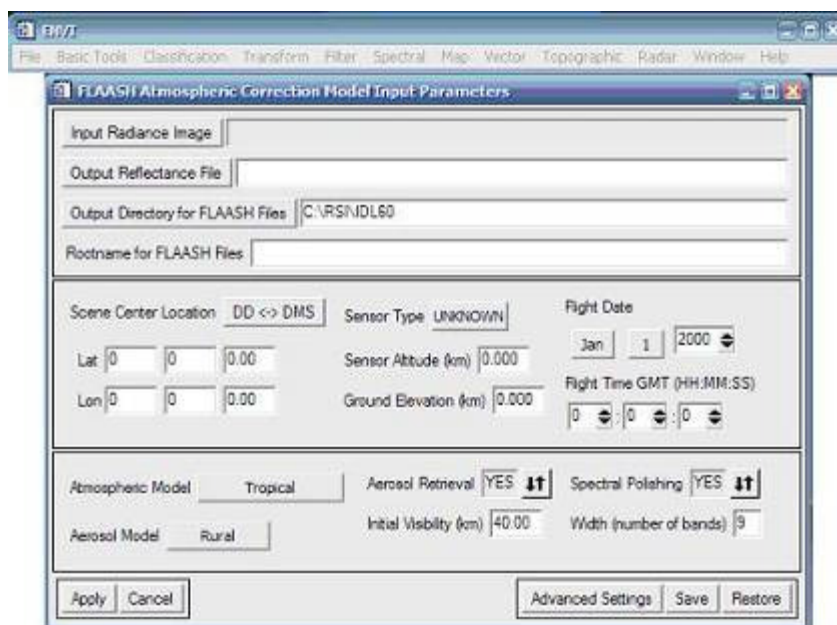 ENVI
File Basic Tools Classification Transform Filter Spectral Map Vector Topographic Radar Window Help
FLAASH Atmospheric Correction Model Input Parameters
Input Radiance Image
Output Reflectance File
Output Directory for FLAASH Files C:\RSI\IDL60
Rootname for FLAASH Files
Scene Center Location DD <-> DMS
Lat 0 0 0.00
Lon 0 0 0.00
Sensor Type UNKNOWN
Sensor Altitude (km) 0.000
Ground Elevation (km) 0.000
Flight Date
Jan 1 2000
Flight Time GMT (HH:MM:SS)
0 : 0 : 0
Atmospheric Model Tropical
Aerosol Model Rural
Aerosol Retrieval YES
Initial Visibility (km) 40.00
Spectral Polishing YES
Width (number of bands) 9
Apply Cancel Advanced Settings Save Restore